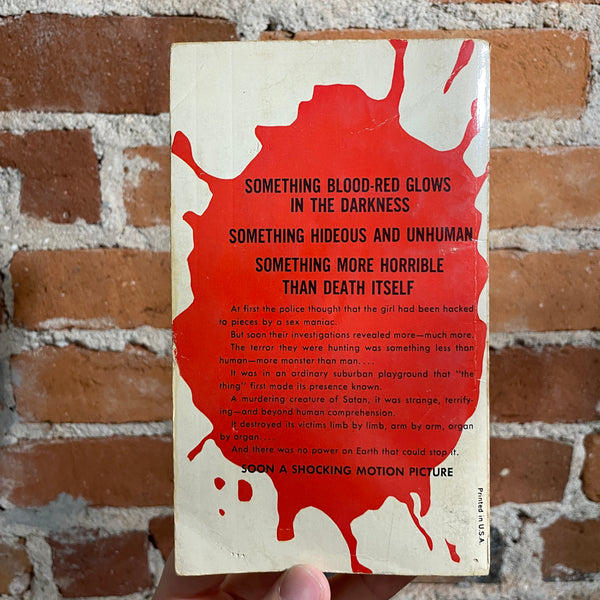 SOMETHING BLOOD-RED GLOWS
IN THE DARKNESS
SOMETHING HIDEOUS AND UNHUMAN
SOMETHING MORE HORRIBLE
THAN DEATH ITSELF
At first the police thought that the girl had been hacked
to pieces by a sex maniac.
But soon their investigations revealed more—much more.
The terror they were hunting was something less than
human—more monster than man....
It was in an ordinary suburban playground that "the
thing" first made its presence known.
A murdering creature of Satan, it was strange, terrify-
ing—and beyond human comprehension.
It destroyed its victims limb by limb, arm by arm, organ
by organ...
And there was no power on Earth that could stop it.
SOON A SHOCKING MOTION PICTURE
Printed in U.S.A.